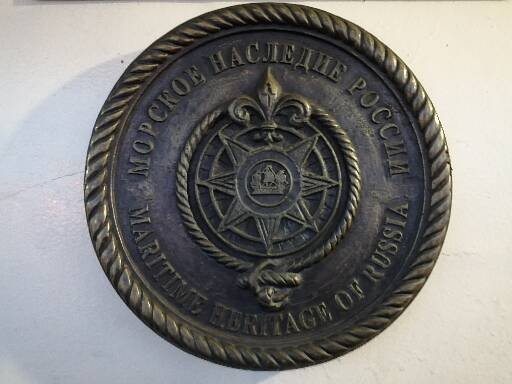 МОРСКОЕ НАСЛЕДИЕ РОССИИ
MARITIME HERITAGE OF RUSSIA